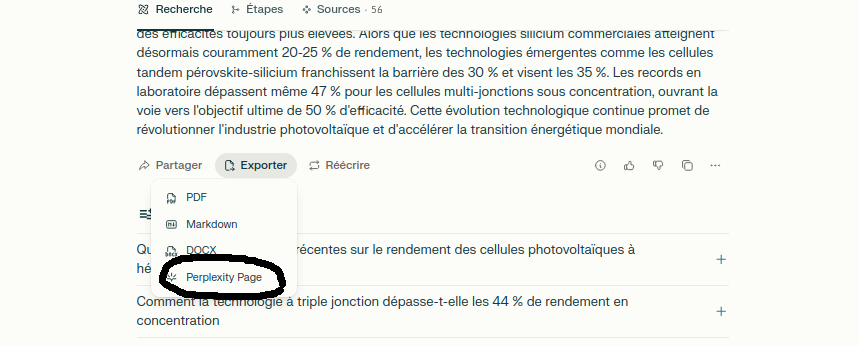 Recherche
Étapes
Sources · 56
des efficacités toujours plus élevées. Alors que les technologies silicium commerciales atteignent
désormais couramment 20-25 % de rendement, les technologies émergentes comme les cellules
tandem pérovskite-silicium franchissent la barrière des 30 % et visent les 35 %. Les records en
laboratoire dépassent même 47 % pour les cellules multi-jonctions sous concentration, ouvrant la
voie vers l'objectif ultime de 50 % d'efficacité. Cette évolution technologique continue promet de
révolutionner l'industrie photovoltaïque et d'accélérer la transition énergétique mondiale.
Partager
Exporter
Réécrire
PDF
Markdown
DOCX
Perplexity Page
récentes sur le rendement des cellules photovoltaïques à
Comment la technologie à triple jonction dépasse-t-elle les 44 % de rendement en
concentration